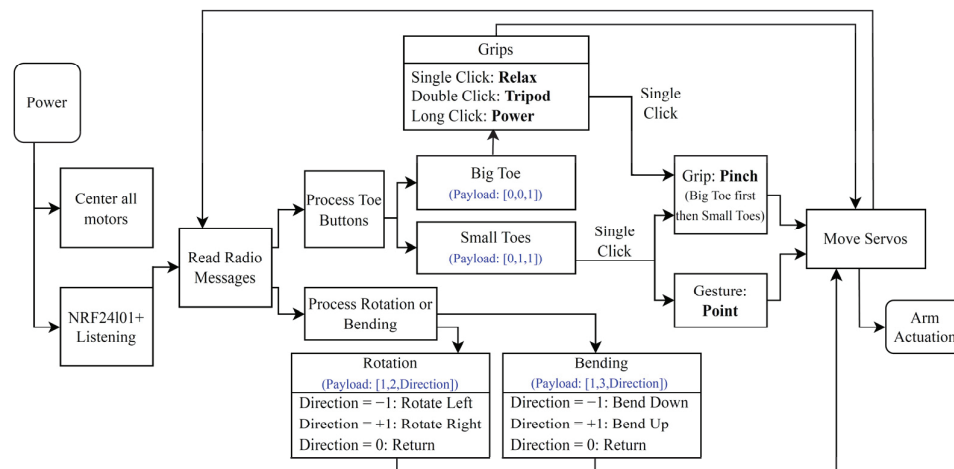 Power
Center all
motors
NRF24l01+
Listening
Read Radio
Messages
Process Toe
Buttons
Process Rotation or
Bending
Grips
Single Click: Relax
Double Click: Tripod
Long Click: Power
Big Toe
(Payload: [0,0,1])
Small Toes
(Payload: [0,1,1])
Single
Click
Single
Click
Grip: Pinch
(Big Toe first
then Small Toes)
Gesture:
Point
Move Servos
Arm
Actuation
Rotation
(Payload: [1,2,Direction])
Direction = −1: Rotate Left
Direction = +1: Rotate Right
Direction = 0: Return
Bending
(Payload: [1,3,Direction])
Direction = −1: Bend Down
Direction = +1: Bend Up
Direction = 0: Return